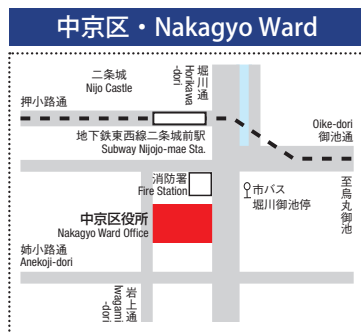 中京区・Nakagyo Ward
二条城
Nijo Castle
堀川通
Horikawa
-dori
押小路通
Oike-dori
御池通
地下鉄東西線二条城前駅
Subway Nijojo-mae Sta.
消防署
Fire Station
市バス
堀川御池停
至烏丸御池
中京区役所
Nakagyo Ward Office
姉小路通
Anekoji-dori
岩上通
Iwagami
-dori